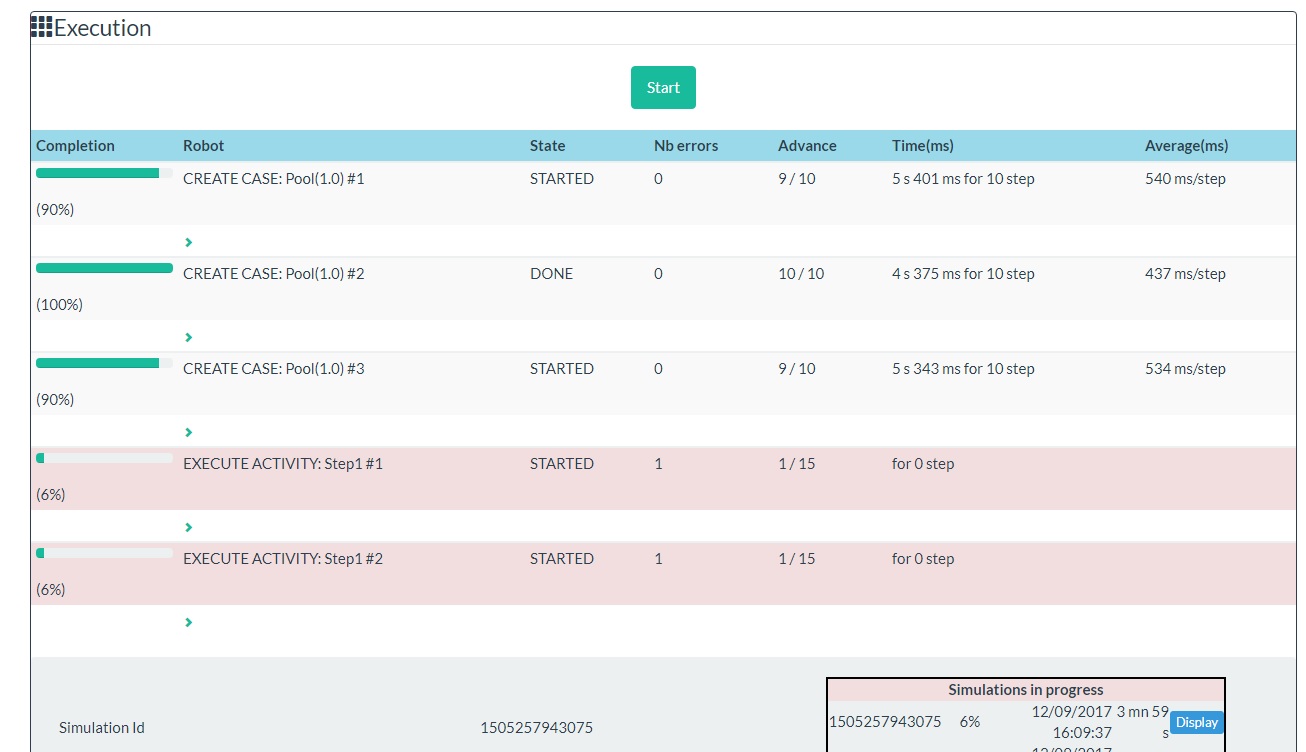 Execution
Start
Completion Robot State Nb errors Advance Time(ms) Average(ms)
CREATE CASE: Pool(1.0) #1 STARTED 0 9 / 10 5 s 401 ms for 10 step 540 ms/step
(90%)
CREATE CASE: Pool(1.0) #2 DONE 0 10 / 10 4 s 375 ms for 10 step 437 ms/step
(100%)
CREATE CASE: Pool(1.0) #3 STARTED 0 9 / 10 5 s 343 ms for 10 step 534 ms/step
(90%)
EXECUTE ACTIVITY: Step1 #1 STARTED 1 1 / 15 for 0 step
(6%)
EXECUTE ACTIVITY: Step1 #2 STARTED 1 1 / 15 for 0 step
(6%)
Simulations in progress
Simulation Id 1505257943075 1505257943075 6% 12/09/2017 3 mn 59 Display
16:09:37 s